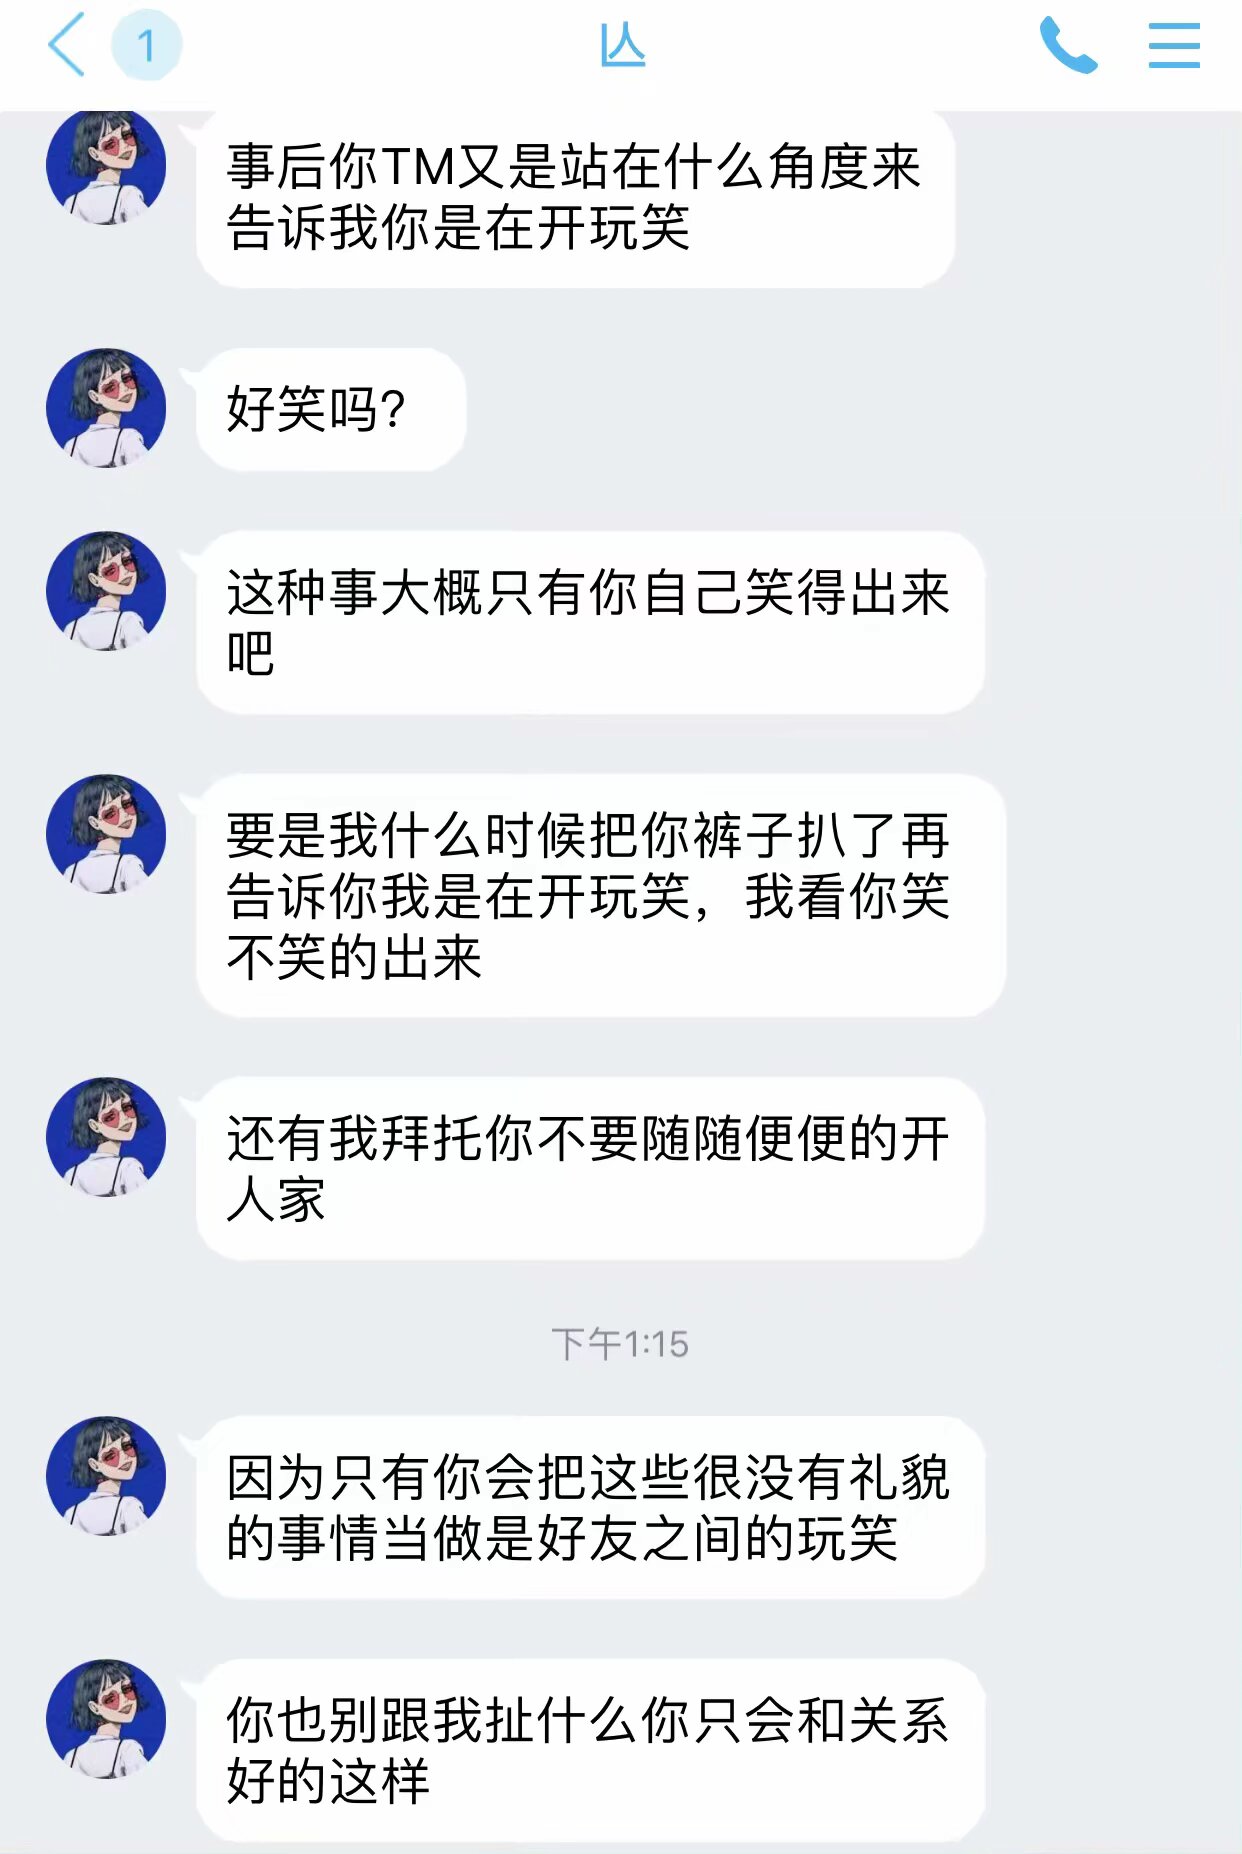 1
亾
事后你TM又是站在什么角度来
告诉我你是在开玩笑
好笑吗？
这种事大概只有你自己笑得出来
吧
要是我什么时候把你裤子扒了再
告诉你我是在开玩笑，我看你笑
不笑的出来
还有我拜托你不要随随便便的开
人家
下午1:15
因为只有你会把这些很没有礼貌
的事情当做是好友之间的玩笑
你也别跟我扯什么你只会和关系
好的这样